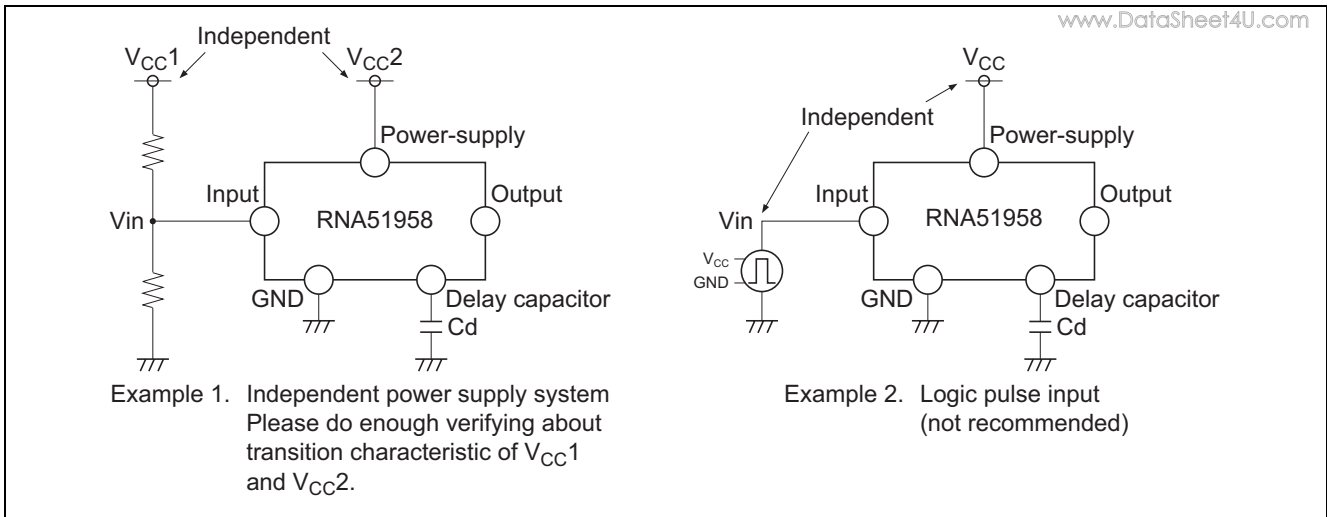 www.DataSheet4U.com
Independent
VCC1
VCC2
Power-supply
Input
Output
Vin
RNA51958
GND
Delay capacitor
Cd
Example 1. Independent power supply system
Please do enough verifying about
transition characteristic of VCC1
and VCC2.
VCC
Independent
Power-supply
Input
Output
Vin
RNA51958
VCC
GND
GND
Delay capacitor
Cd
Example 2. Logic pulse input
(not recommended)